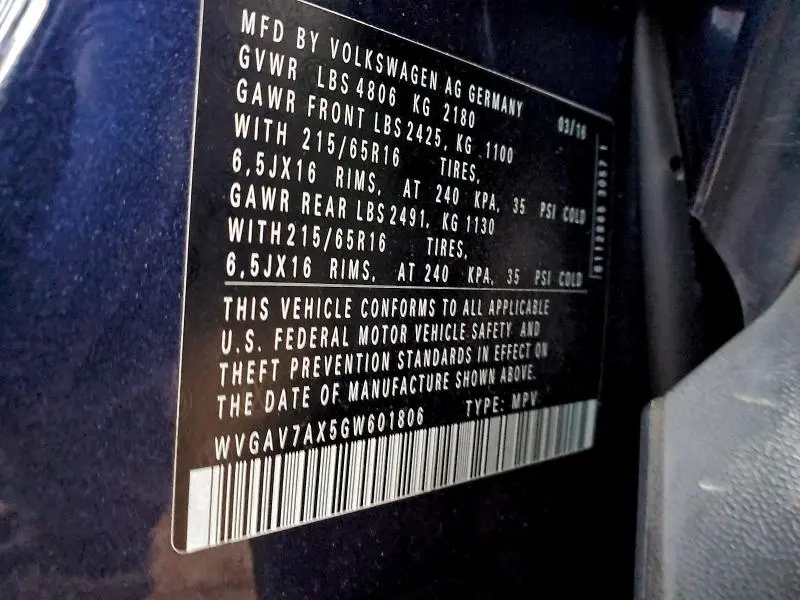 MFD BY VOLKSWAGEN AG GERMANY 03/16
GVWR LBS 4806 KG 2180
GAWR FRONT LBS 2425, KG 1100
WITH 215/65R16 TIRES,
6,5JX16 RIMS, AT 240 KPA, 35 PSI COLD
GAWR REAR LBS 2491, KG 1130
WITH 215/65R16 TIRES,
6,5JX16 RIMS, AT 240 KPA, 35 PSI COLD
THIS VEHICLE CONFORMS TO ALL APPLICABLE
U.S. FEDERAL MOTOR VEHICLE SAFETY AND
THEFT PREVENTION STANDARDS IN EFFECT ON
THE DATE OF MANUFACTURE SHOWN ABOVE.
WVGAV7AX5GW601806 TYPE: MPV